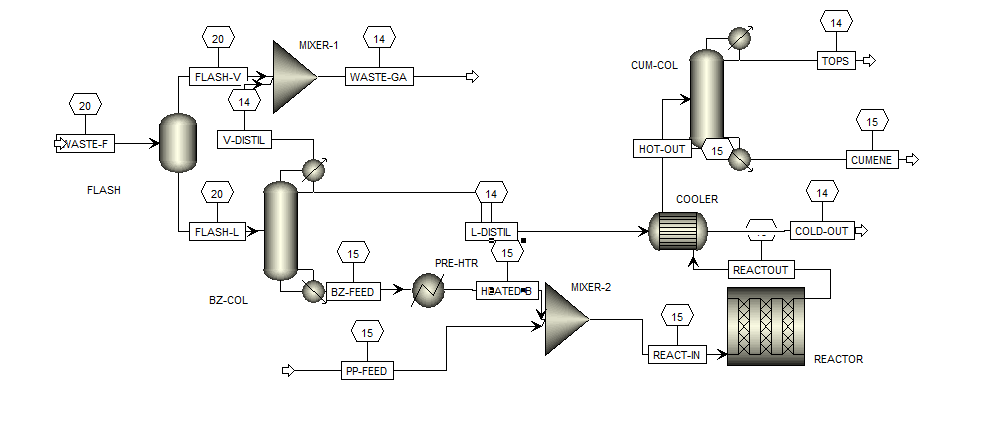 20
FLASH-V
MIXER-1
14
WASTE-GA
14
V-DISTIL
20
WASTE-F
FLASH
20
FLASH-L
BZ-COL
14
L-DISTIL
15
BZ-FEED
PRE-HTR
15
HEATED-B
MIXER-2
15
PP-FEED
15
REACT-IN
REACTOR
REACTOUT
COOLER
14
COLD-OUT
HOT-OUT
15
CUM-COL
14
TOPS
15
CUMENE